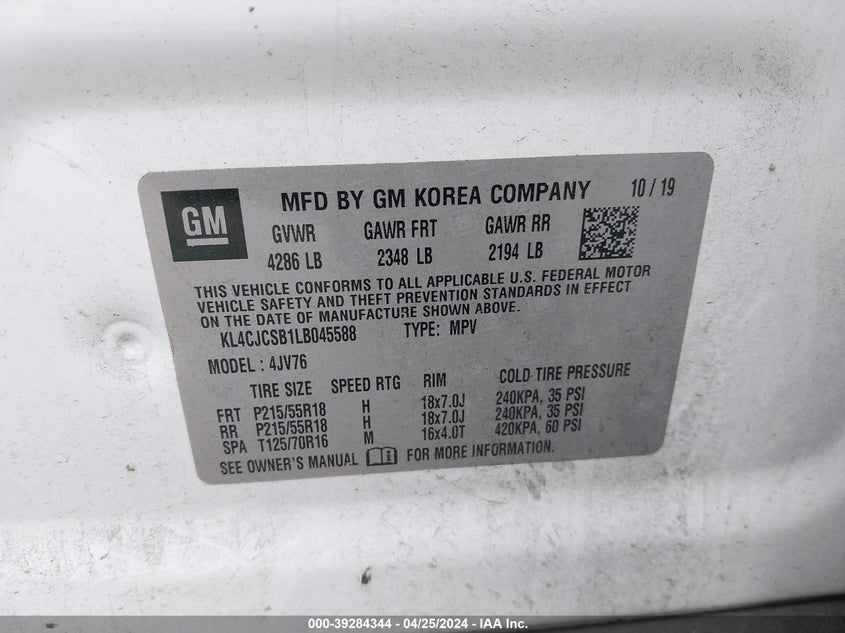 GM
MFD BY GM KOREA COMPANY 10 / 19
GVWR GAWR FRT GAWR RR
4286 LB 2348 LB 2194 LB
THIS VEHICLE CONFORMS TO ALL APPLICABLE U.S. FEDERAL MOTOR
VEHICLE SAFETY AND THEFT PREVENTION STANDARDS IN EFFECT
ON THE DATE OF MANUFACTURE SHOWN ABOVE.
KL4CJCSB1LB045588 TYPE: MPV
MODEL : 4JV76
TIRE SIZE SPEED RTG RIM COLD TIRE PRESSURE
FRT P215/55R18 H 18x7.0J 240KPA, 35 PSI
RR P215/55R18 H 18x7.0J 240KPA, 35 PSI
SPA T125/70R16 M 16x4.0T 420KPA, 60 PSI
SEE OWNER'S MANUAL FOR MORE INFORMATION.
000-39284344 - 04/25/2024 - IAA Inc.